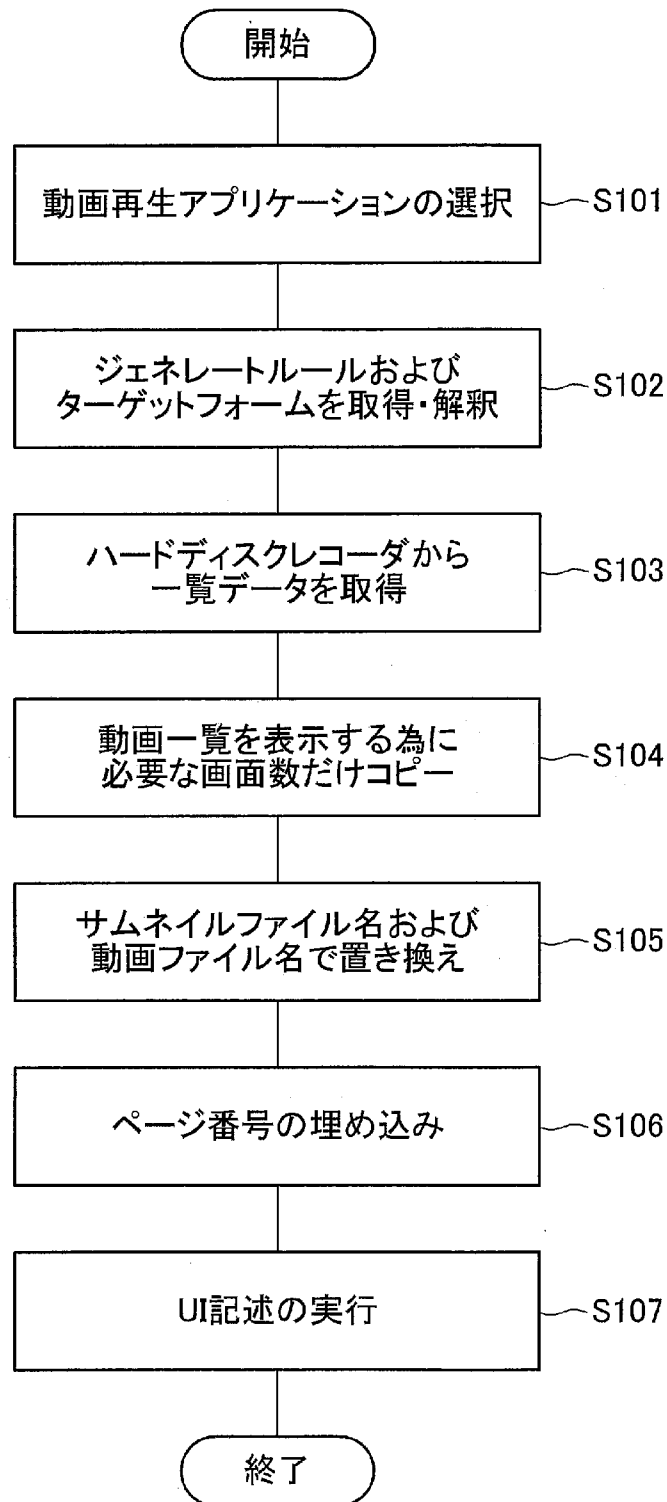 開始
動画再生アプリケーションの選択
S101
ジェネレートルールおよび
ターゲットフォームを取得・解釈
S102
ハードディスクレコーダから
一覧データを取得
S103
動画一覧を表示する為に
必要な画面数だけコピー
S104
サムネイルファイル名および
動画ファイル名で置き換え
S105
ページ番号の埋め込み
S106
UI記述の実行
S107
終了